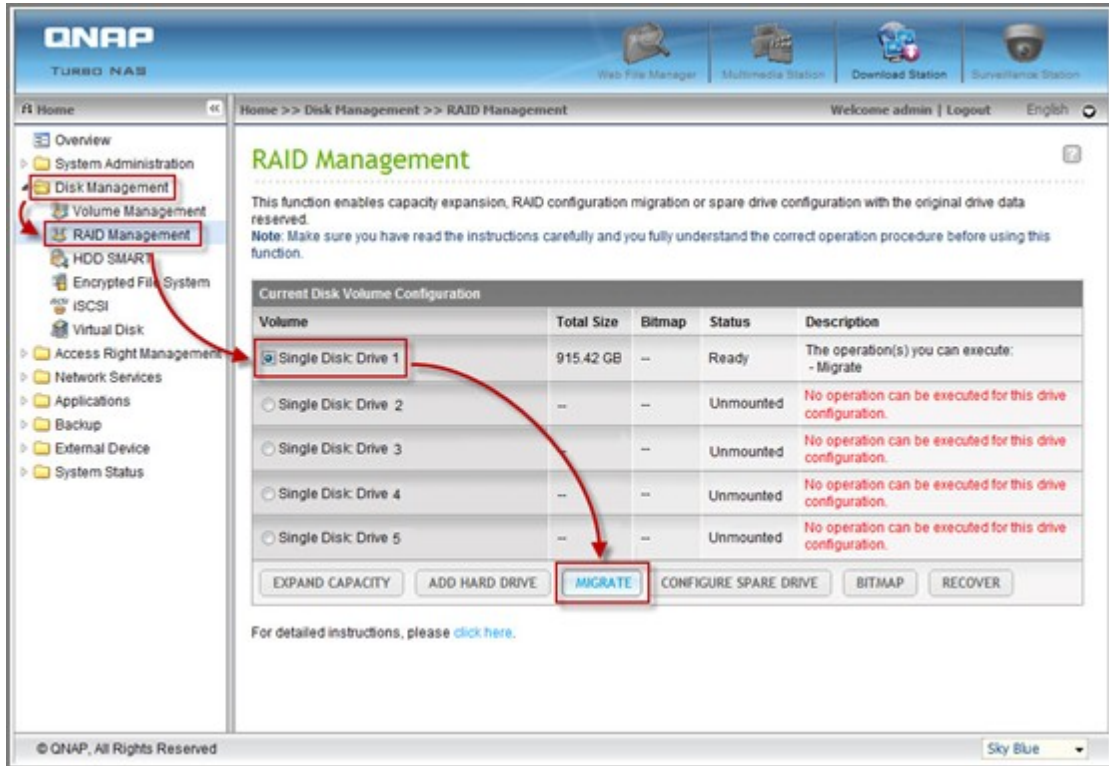 QNAP
TURBO NAS
Web File Manager
Multimedia Station
Download Station
Surveillance Station
Home
Home >> Disk Management >> RAID Management
Welcome admin | Logout
English
Overview
System Administration
Disk Management
Volume Management
RAID Management
HDD SMART
Encrypted File System
iSCSI
Virtual Disk
Access Right Management
Network Services
Applications
Backup
External Device
System Status
RAID Management
This function enables capacity expansion, RAID configuration migration or spare drive configuration with the original drive data
reserved.
Note: Make sure you have read the instructions carefully and you fully understand the correct operation procedure before using this
function.
Current Disk Volume Configuration
Volume Total Size Bitmap Status Description
Single Disk: Drive 1 915.42 GB -- Ready The operation(s) you can execute:
- Migrate
Single Disk: Drive 2 -- -- Unmounted No operation can be executed for this drive
configuration.
Single Disk: Drive 3 -- -- Unmounted No operation can be executed for this drive
configuration.
Single Disk: Drive 4 -- -- Unmounted No operation can be executed for this drive
configuration.
Single Disk: Drive 5 -- -- Unmounted No operation can be executed for this drive
configuration.
EXPAND CAPACITY ADD HARD DRIVE MIGRATE CONFIGURE SPARE DRIVE BITMAP RECOVER
For detailed instructions, please click here.
© QNAP, All Rights Reserved
Sky Blue